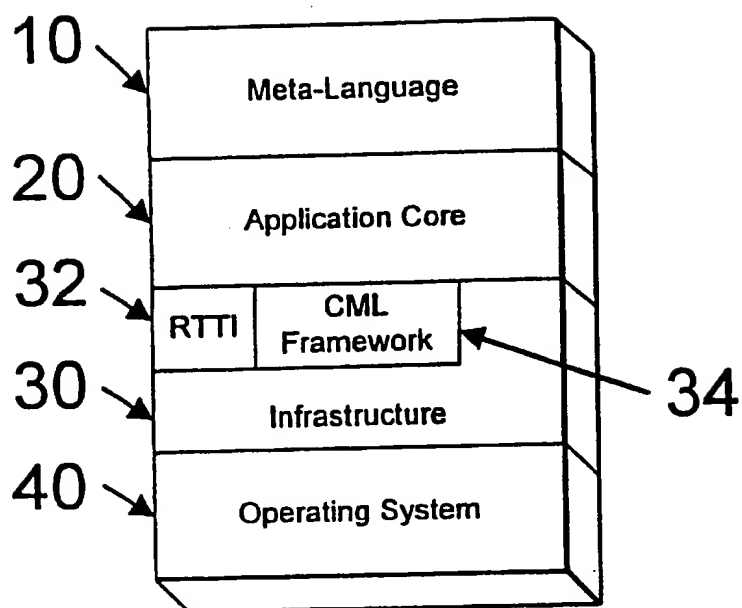 10
Meta-Language
20
Application Core
32
RTTI
CML
Framework
34
30
Infrastructure
40
Operating System